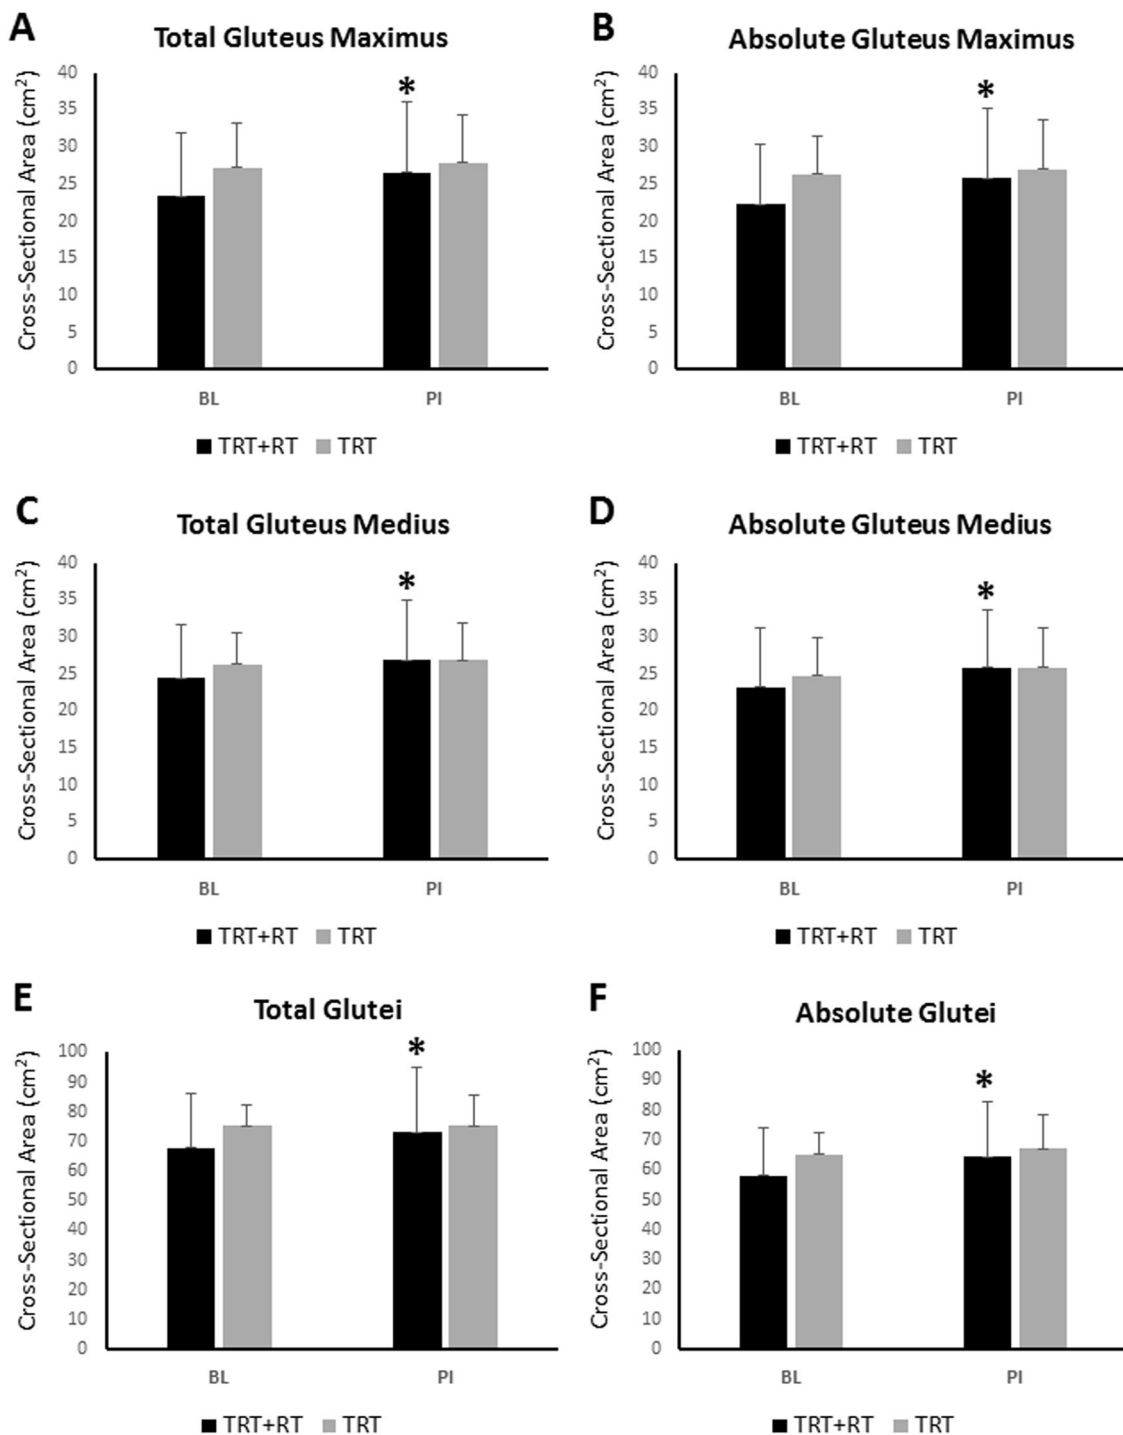 A
Total Gluteus Maximus
Cross-Sectional Area (cm²)
40
35
30
25
20
15
10
5
0
*
BL PI
TRT+RT TRT
B
Absolute Gluteus Maximus
Cross-Sectional Area (cm²)
40
35
30
25
20
15
10
5
0
*
BL PI
TRT+RT TRT
C
Total Gluteus Medius
Cross-Sectional Area (cm²)
40
35
30
25
20
15
10
5
0
*
BL PI
TRT+RT TRT
D
Absolute Gluteus Medius
Cross-Sectional Area (cm²)
40
35
30
25
20
15
10
5
0
*
BL PI
TRT+RT TRT
E
Total Glutei
Cross-Sectional Area (cm²)
100
90
80
70
60
50
40
30
20
10
0
*
BL PI
TRT+RT TRT
F
Absolute Glutei
Cross-Sectional Area (cm²)
100
90
80
70
60
50
40
30
20
10
0
*
BL PI
TRT+RT TRT